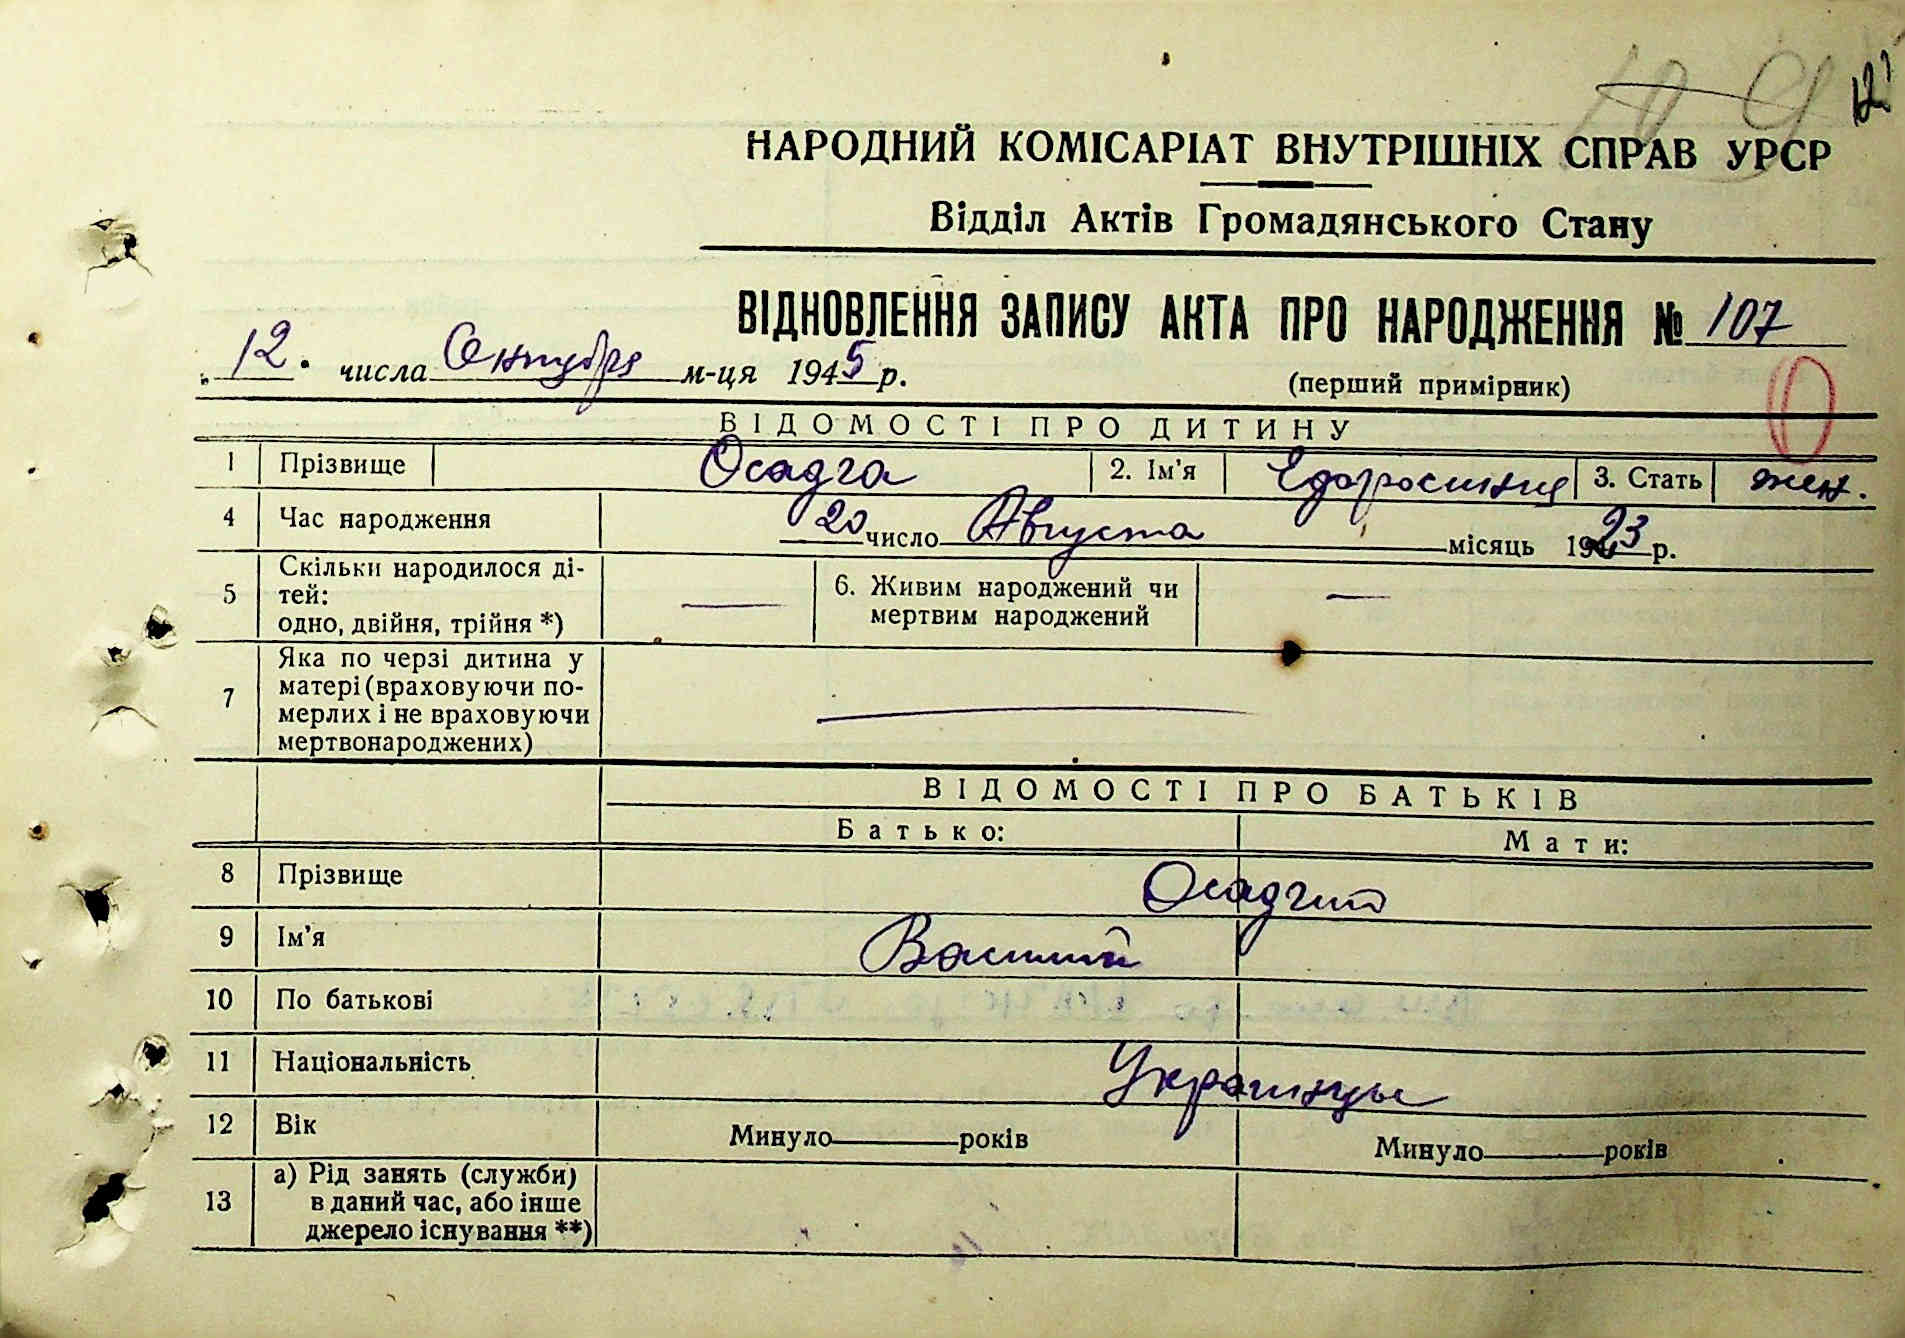 НАРОДНИЙ КОМІСАРІАТ ВНУТРІШНІХ СПРАВ УРСР
Відділ Актів Громадянського Стану
ВІДНОВЛЕННЯ ЗАПИСУ АКТА ПРО НАРОДЖЕННЯ № 107
„12" числа Октября м-ця 1945 р.
(перший примірник)
ВІДОМОСТІ ПРО ДИТИНУ
1 Прізвище Осадча 2. Ім'я 3. Стать жен.
4 Час народження 20 число Августа місяць 1923 р.
5 Скільки народилося ді-
тей:
одно, двійня, трійня *) —
6. Живим народжений чи
мертвим народжений —
7 Яка по черзі дитина у
матері (враховуючи по-
мерлих і не враховуючи
мертвонароджених) —
ВІДОМОСТІ ПРО БАТЬКІВ
Батько: Мати:
8 Прізвище Осадчий
9 Ім'я Василий
10 По батькові
11 Національність Украинцы
12 Вік Минуло років Минуло років
13 а) Рід занять (служби)
в даний час, або інше
джерело існування **)